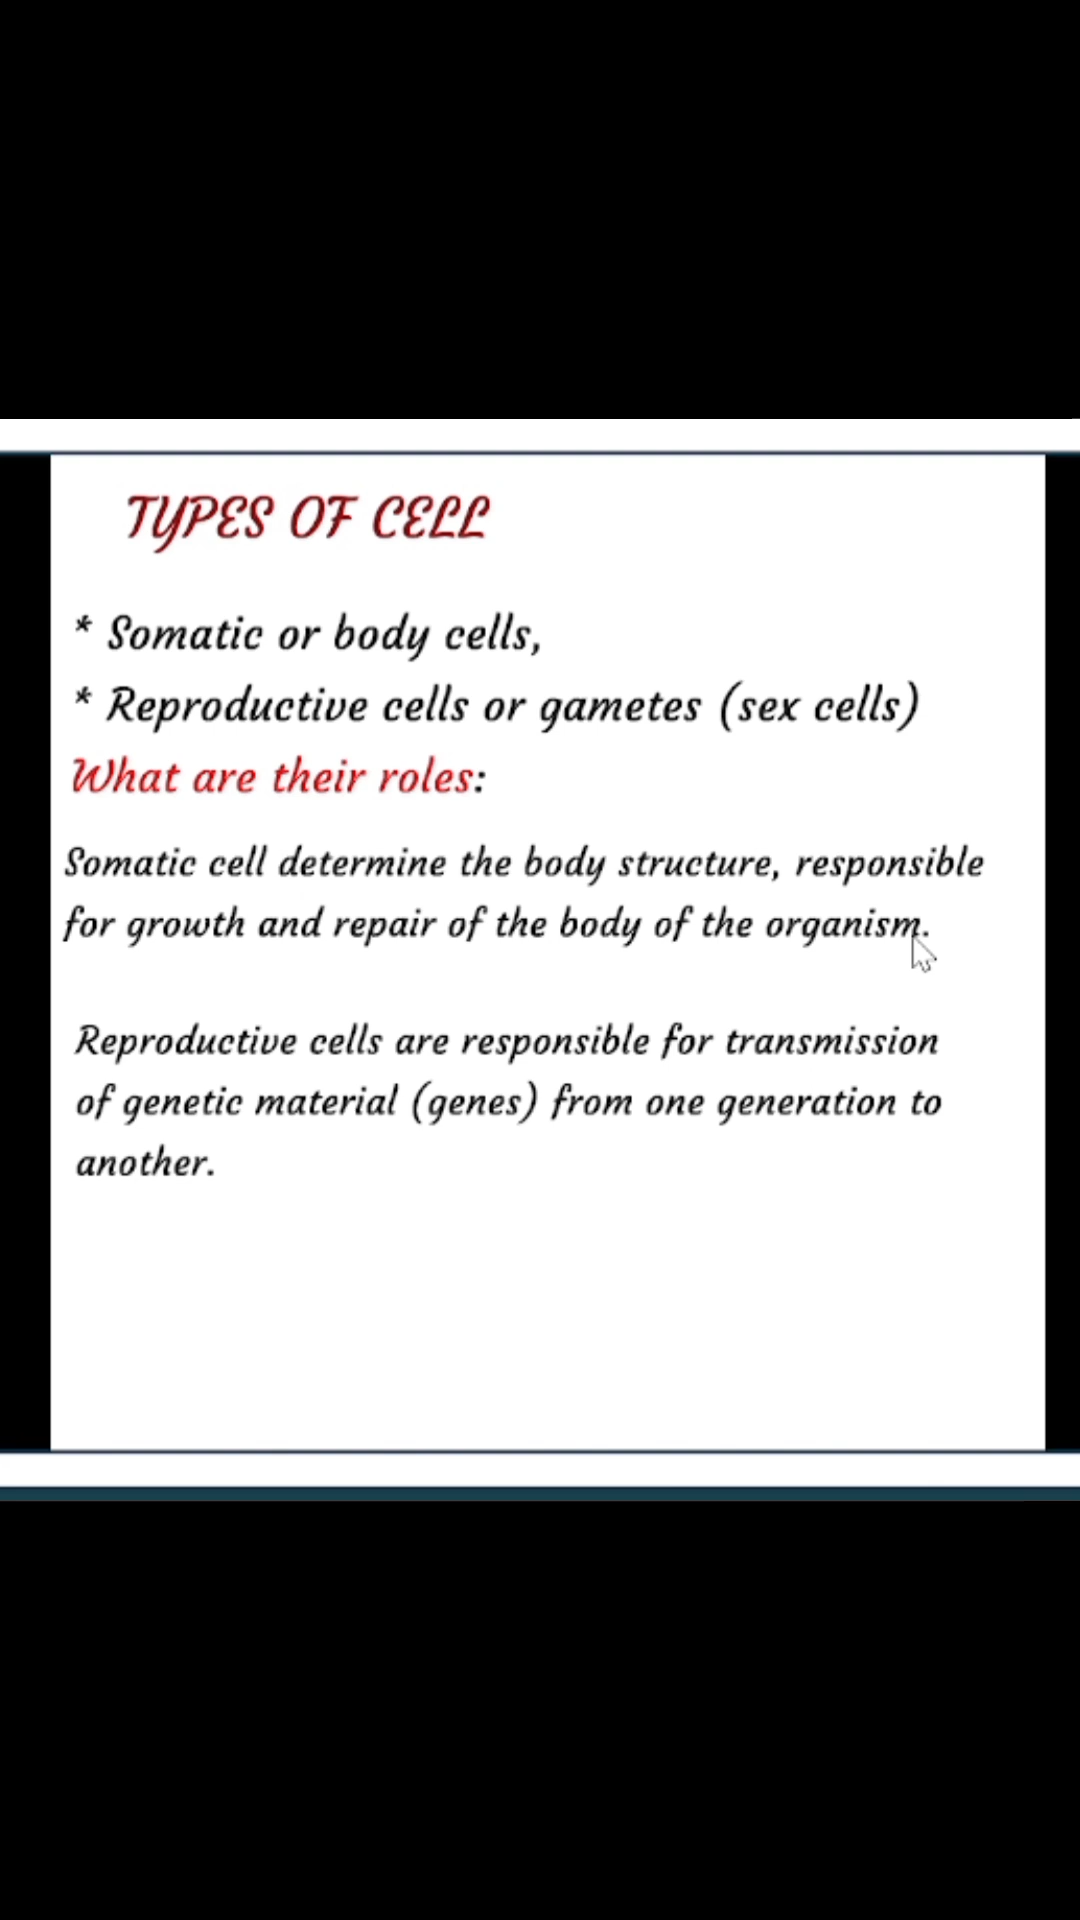 TYPES OF CELL
* Somatic or body cells,
* Reproductive cells or gametes (sex cells)
What are their roles:
Somatic cell determine the body structure, responsible
for growth and repair of the body of the organism.
Reproductive cells are responsible for transmission
of genetic material (genes) from one generation to
another.